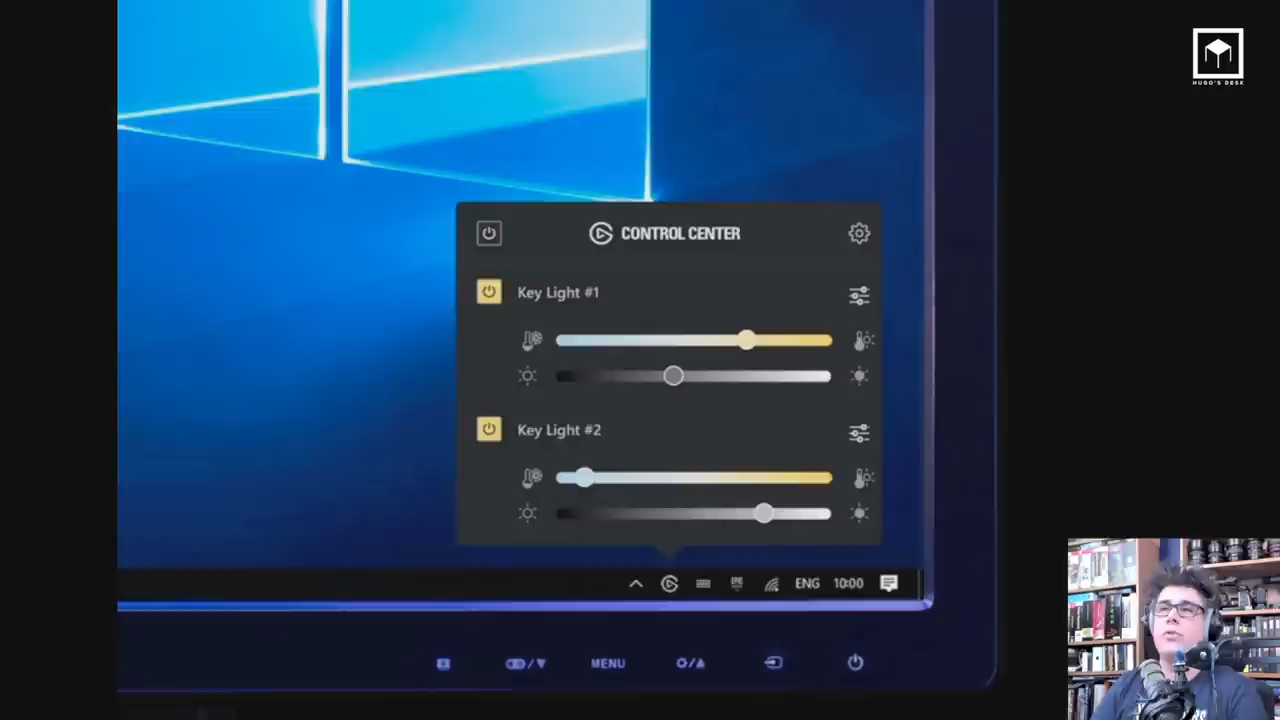 HUGO'S DESK
CONTROL CENTER
Key Light #1
Key Light #2
ENG 10:00
MENU